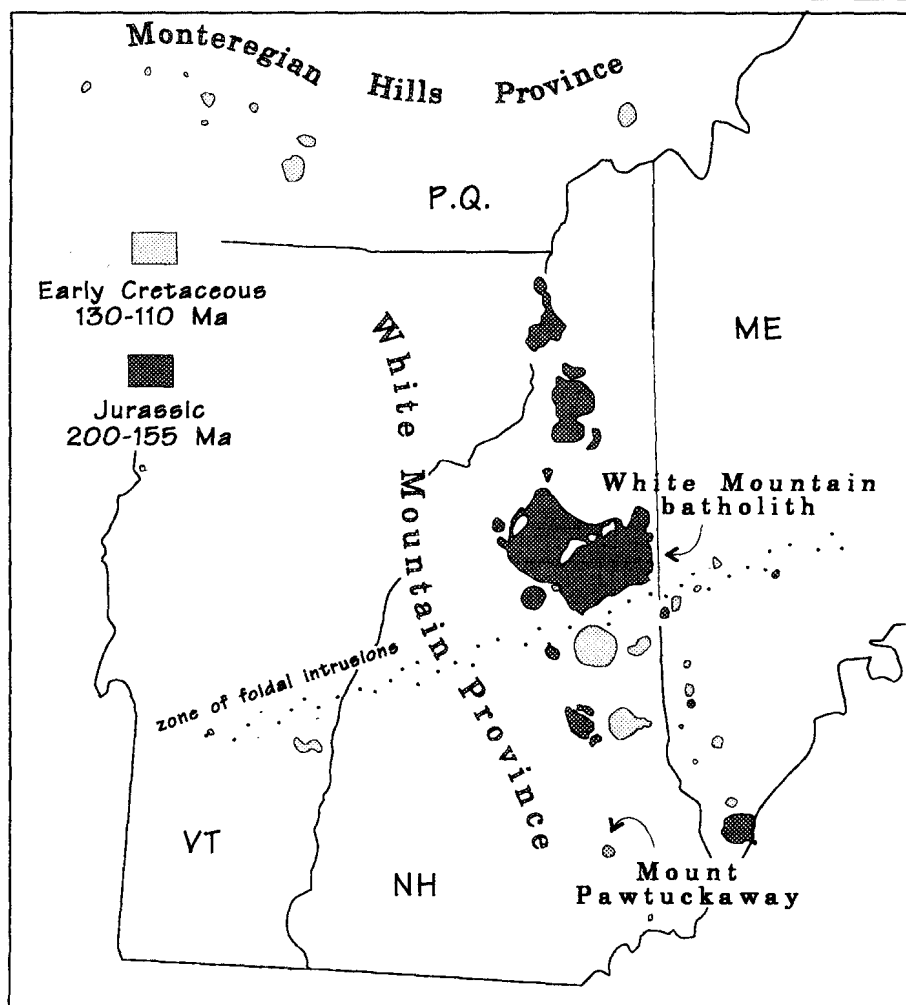 Monteregian Hills Province
P.Q.
Early Cretaceous
130-110 Ma
ME
Jurassic
200-155 Ma
White Mountain Province
White Mountain
batholith
zone of foidal intrusions
VT
NH
Mount
Pawtuckaway